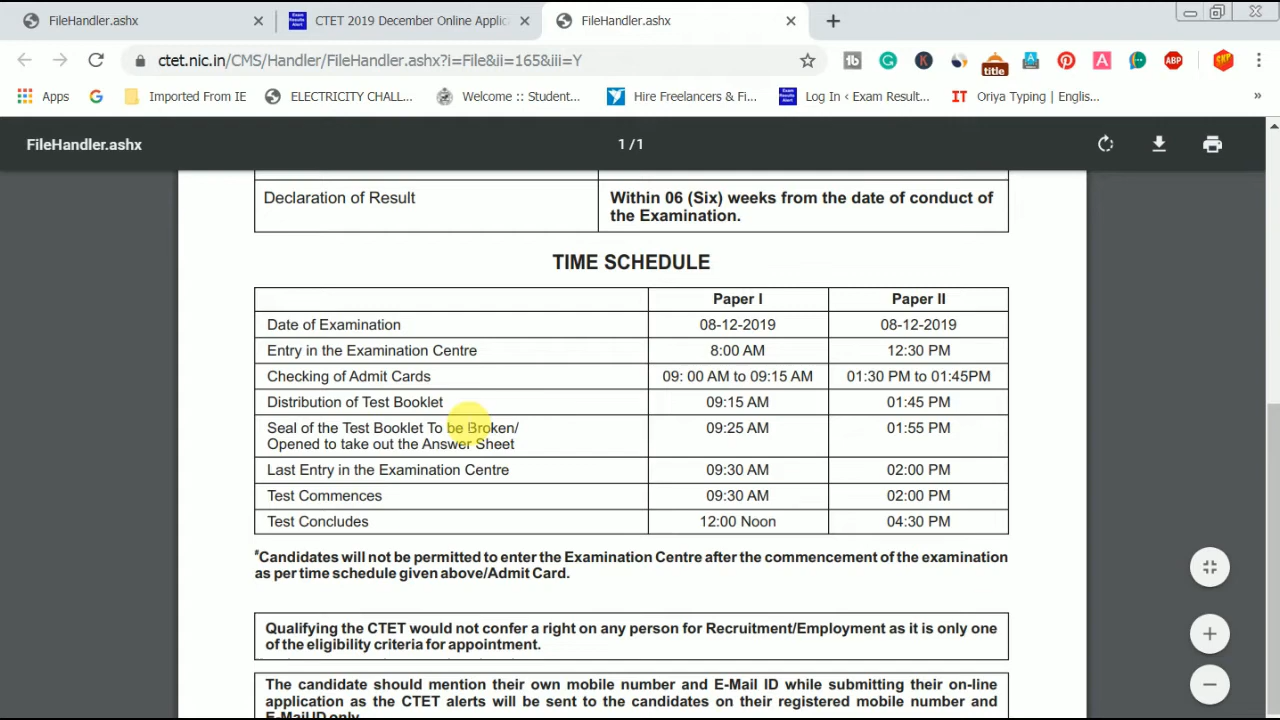 FileHandler.ashx
CTET 2019 December Online Applic
FileHandler.ashx
ctet.nic.in/CMS/Handler/FileHandler.ashx?i=File&ii=165&iii=Y
Apps
Imported From IE
ELECTRICITY CHALL...
Welcome :: Student...
Hire Freelancers & Fi...
Log In ‹ Exam Result...
IT Oriya Typing | Englis...
»
title
ABP
FileHandler.ashx
1 / 1
Declaration of Result
Within 06 (Six) weeks from the date of conduct of
the Examination.
TIME SCHEDULE
Paper I Paper II
Date of Examination 08-12-2019 08-12-2019
Entry in the Examination Centre 8:00 AM 12:30 PM
Checking of Admit Cards 09: 00 AM to 09:15 AM 01:30 PM to 01:45PM
Distribution of Test Booklet 09:15 AM 01:45 PM
Seal of the Test Booklet To be Broken/ 09:25 AM 01:55 PM
Opened to take out the Answer Sheet
Last Entry in the Examination Centre 09:30 AM 02:00 PM
Test Commences 09:30 AM 02:00 PM
Test Concludes 12:00 Noon 04:30 PM
#Candidates will not be permitted to enter the Examination Centre after the commencement of the examination
as per time schedule given above/Admit Card.
Qualifying the CTET would not confer a right on any person for Recruitment/Employment as it is only one
of the eligibility criteria for appointment.
The candidate should mention their own mobile number and E-Mail ID while submitting their on-line
application as the CTET alerts will be sent to the candidates on their registered mobile number and
E-Mail ID only.